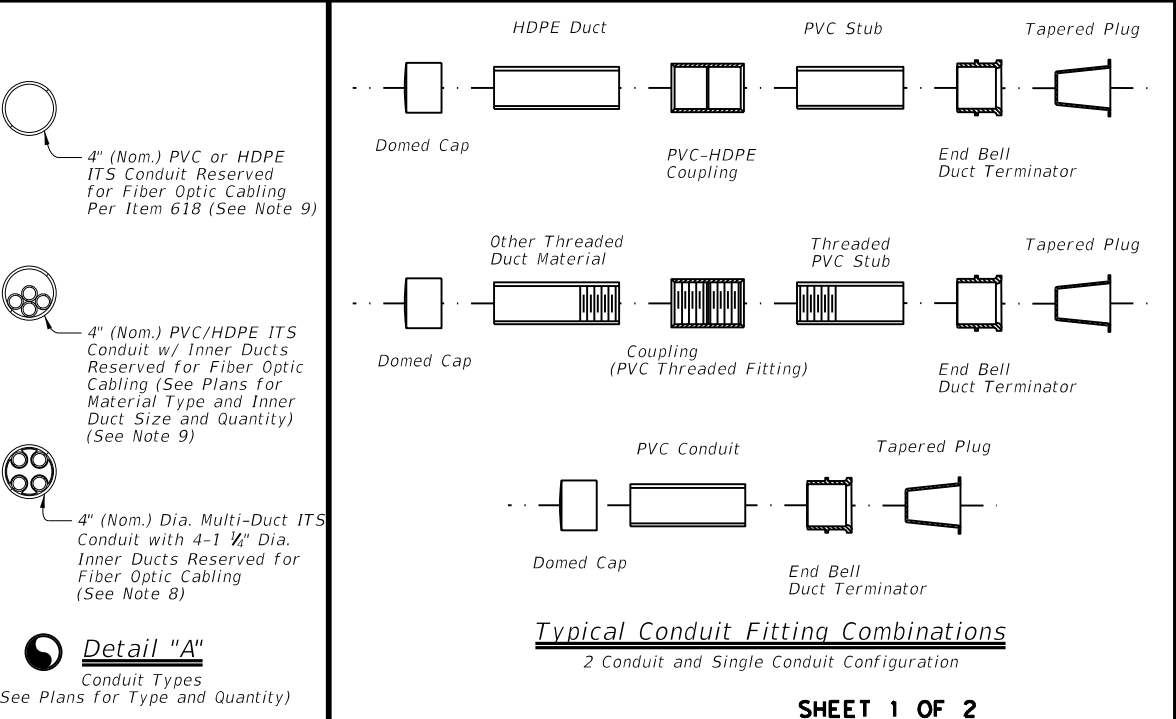 4" (Nom.) PVC or HDPE
ITS Conduit Reserved
for Fiber Optic Cabling
Per Item 618 (See Note 9)
4" (Nom.) PVC/HDPE ITS
Conduit w/ Inner Ducts
Reserved for Fiber Optic
Cabling (See Plans for
Material Type and Inner
Duct Size and Quantity)
(See Note 9)
4" (Nom.) Dia. Multi-Duct ITS
Conduit with 4-1 ¼" Dia.
Inner Ducts Reserved for
Fiber Optic Cabling
(See Note 8)
Detail "A"
Conduit Types
See Plans for Type and Quantity)
HDPE Duct
PVC Stub
Tapered Plug
Domed Cap
PVC-HDPE
Coupling
End Bell
Duct Terminator
Other Threaded
Duct Material
Threaded
PVC Stub
Tapered Plug
Domed Cap
Coupling
(PVC Threaded Fitting)
End Bell
Duct Terminator
PVC Conduit
Tapered Plug
Domed Cap
End Bell
Duct Terminator
Typical Conduit Fitting Combinations
2 Conduit and Single Conduit Configuration
SHEET 1 OF 2